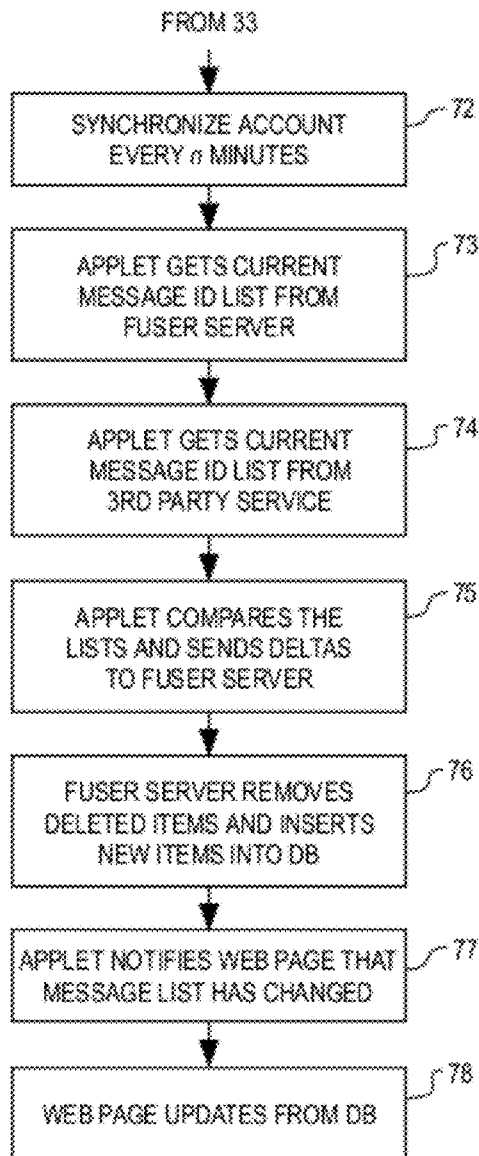 FROM 33
SYNCHRONIZE ACCOUNT
EVERY n MINUTES
72
APPLET GETS CURRENT
MESSAGE ID LIST FROM
FUSER SERVER
73
APPLET GETS CURRENT
MESSAGE ID LIST FROM
3RD PARTY SERVICE
74
APPLET COMPARES THE
LISTS AND SENDS DELTAS
TO FUSER SERVER
75
FUSER SERVER REMOVES
DELETED ITEMS AND INSERTS
NEW ITEMS INTO DB
76
APPLET NOTIFIES WEB PAGE THAT
MESSAGE LIST HAS CHANGED
77
WEB PAGE UPDATES FROM DB
78